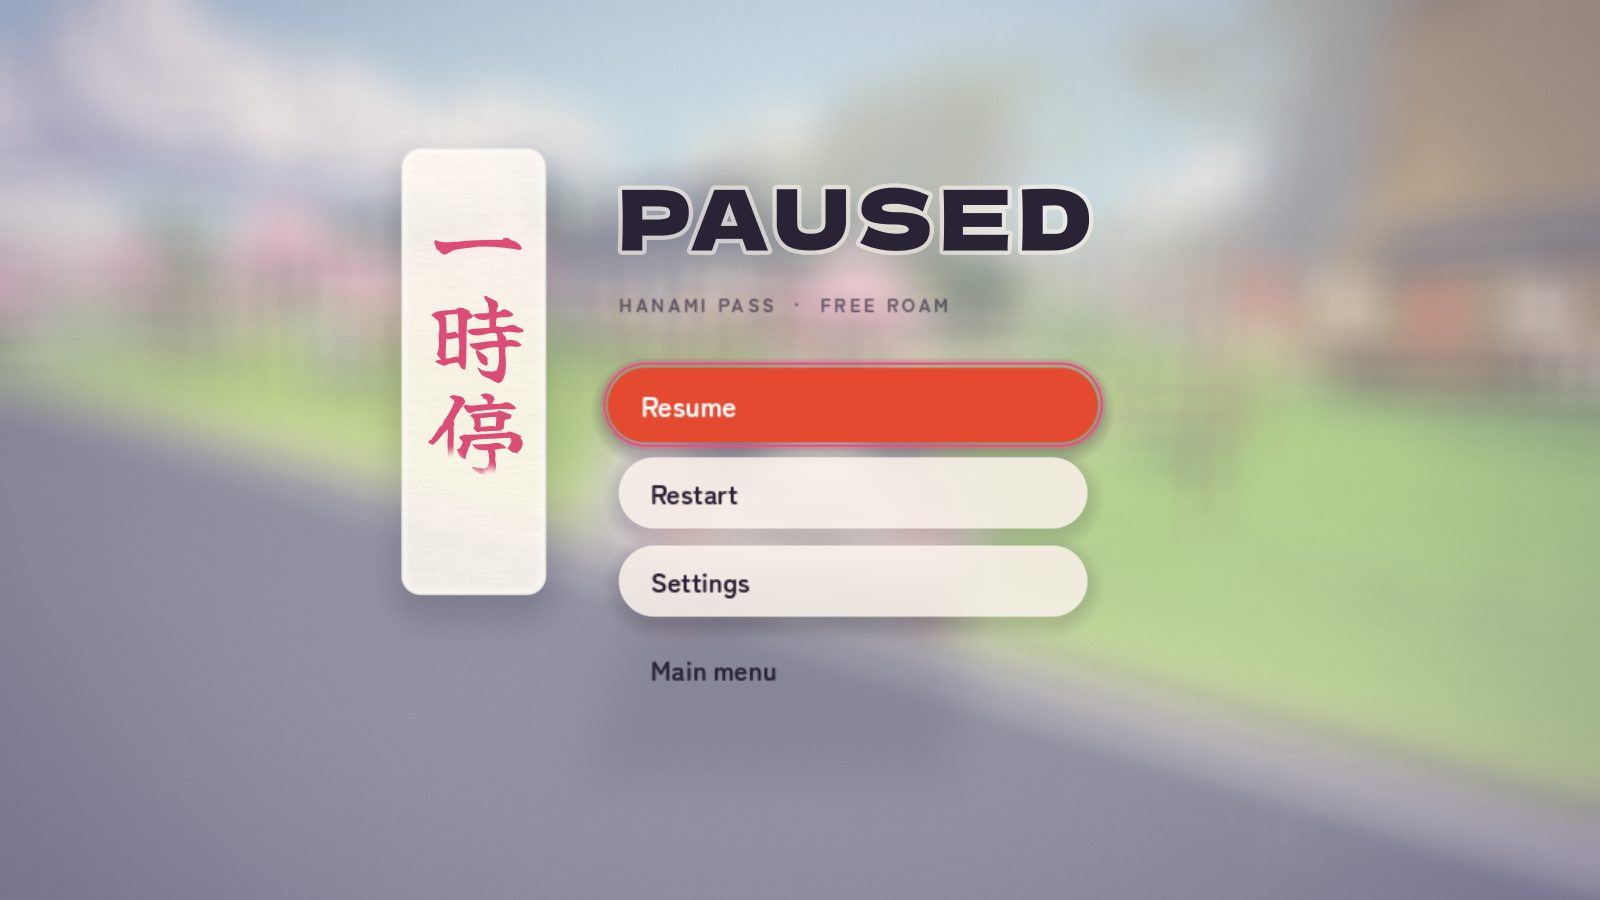 一時停
PAUSED
HANAMI PASS · FREE ROAM
Resume
Restart
Settings
Main menu